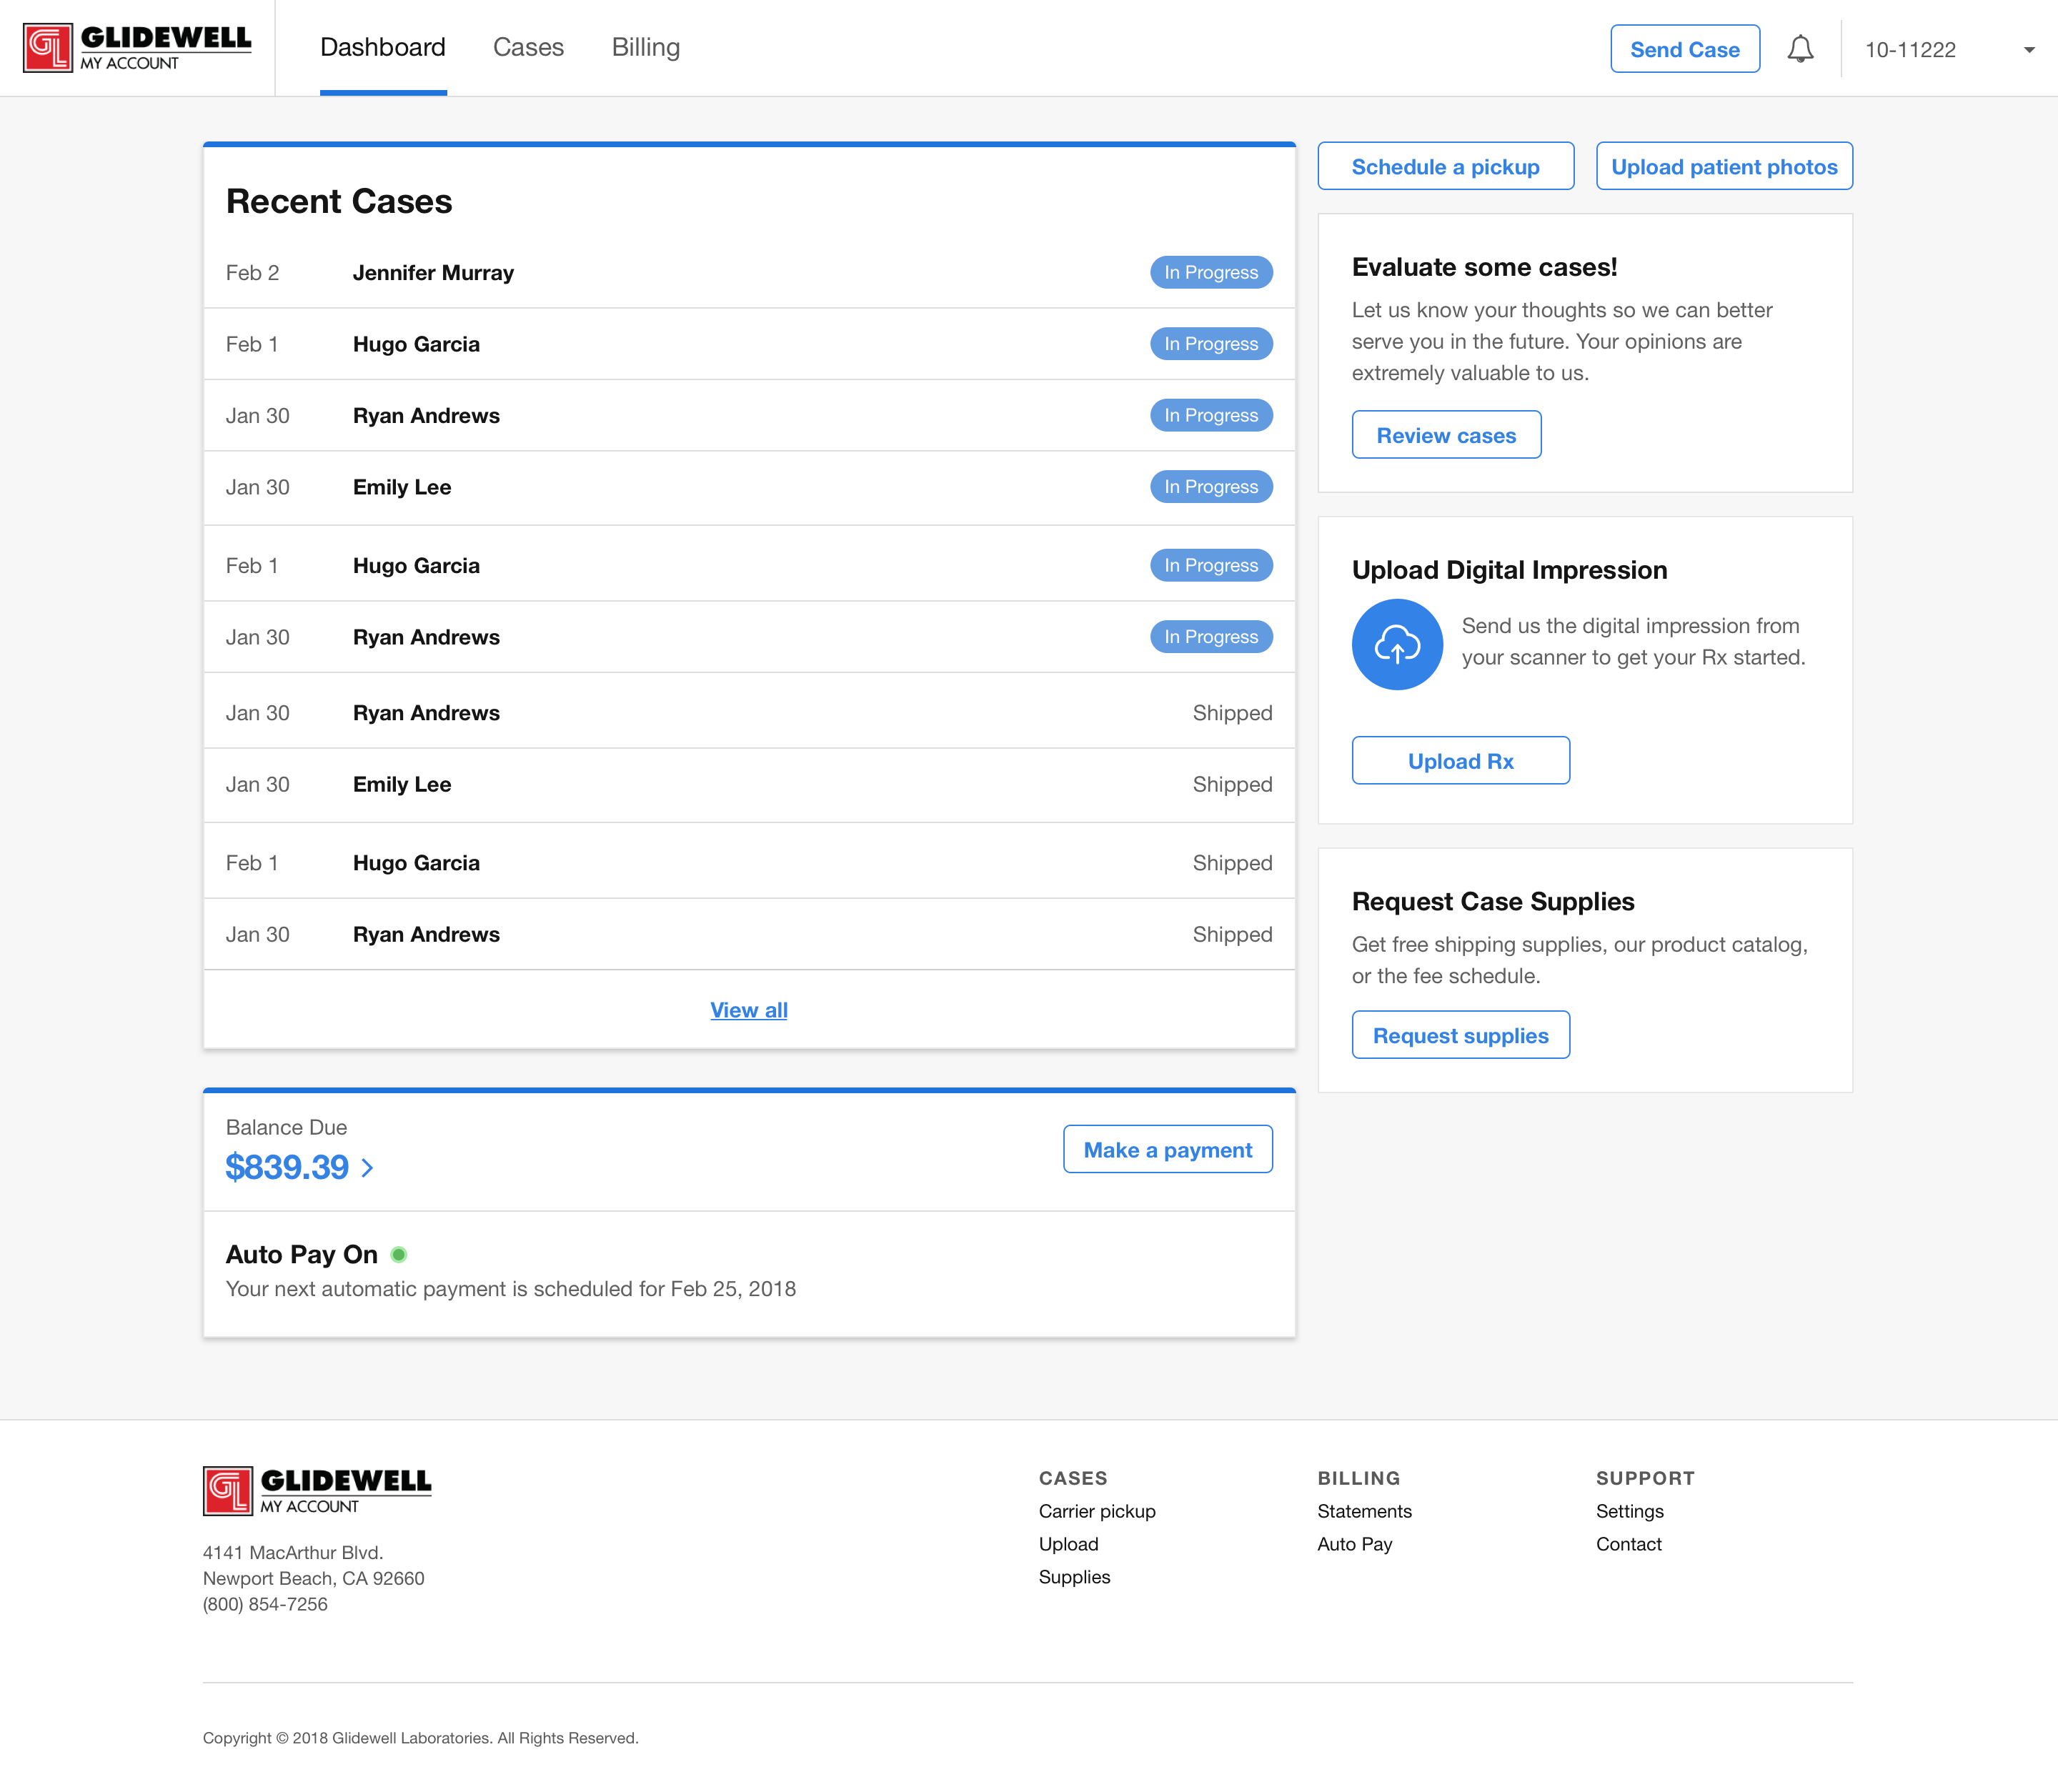 GL GLIDEWELL
MY ACCOUNT
Dashboard
Cases
Billing
Send Case
10-11222
Recent Cases
Feb 2 Jennifer Murray In Progress
Feb 1 Hugo Garcia In Progress
Jan 30 Ryan Andrews In Progress
Jan 30 Emily Lee In Progress
Feb 1 Hugo Garcia In Progress
Jan 30 Ryan Andrews In Progress
Jan 30 Ryan Andrews Shipped
Jan 30 Emily Lee Shipped
Feb 1 Hugo Garcia Shipped
Jan 30 Ryan Andrews Shipped
View all
Balance Due
$839.39
Make a payment
Auto Pay On
Your next automatic payment is scheduled for Feb 25, 2018
Schedule a pickup
Upload patient photos
Evaluate some cases!
Let us know your thoughts so we can better
serve you in the future. Your opinions are
extremely valuable to us.
Review cases
Upload Digital Impression
Send us the digital impression from
your scanner to get your Rx started.
Upload Rx
Request Case Supplies
Get free shipping supplies, our product catalog,
or the fee schedule.
Request supplies
GL GLIDEWELL
MY ACCOUNT
4141 MacArthur Blvd.
Newport Beach, CA 92660
(800) 854-7256
CASES
Carrier pickup
Upload
Supplies
BILLING
Statements
Auto Pay
SUPPORT
Settings
Contact
Copyright © 2018 Glidewell Laboratories. All Rights Reserved.